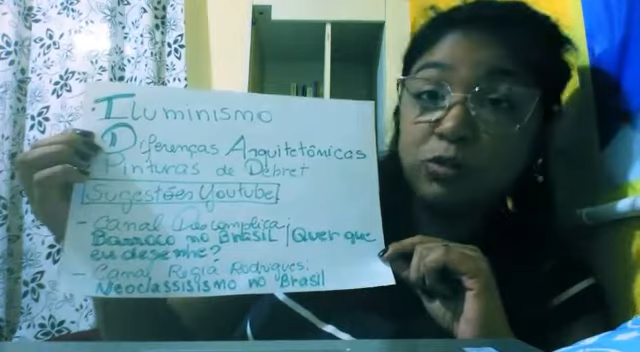 Iluminismo
Diferenças Arquitetônicas
Pinturas de Debret
Sugestões Youtube
- Canal Descomplica:
Barroco no Brasil | Quer que
eu desenhe?
- Canal Régia Rodrigues:
Neoclassisismo no Brasil